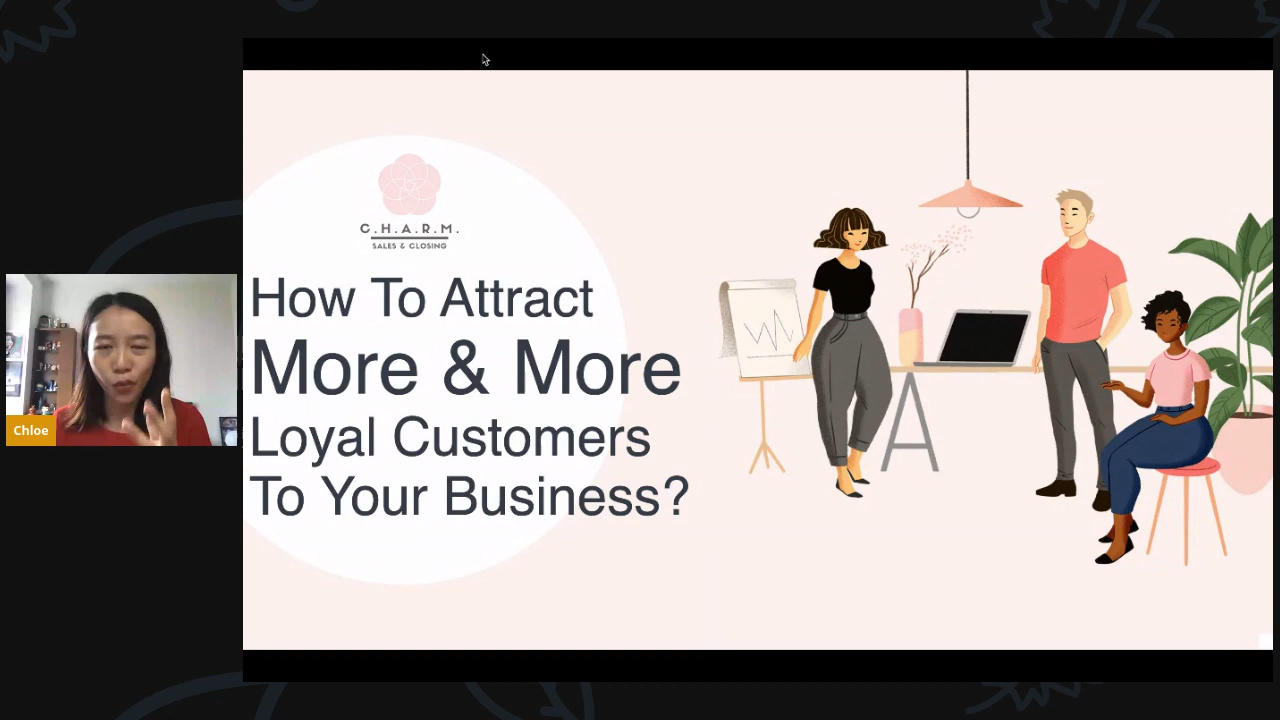 C.H.A.R.M.
SALES & CLOSING
How To Attract
More & More
Loyal Customers
To Your Business?
Chloe